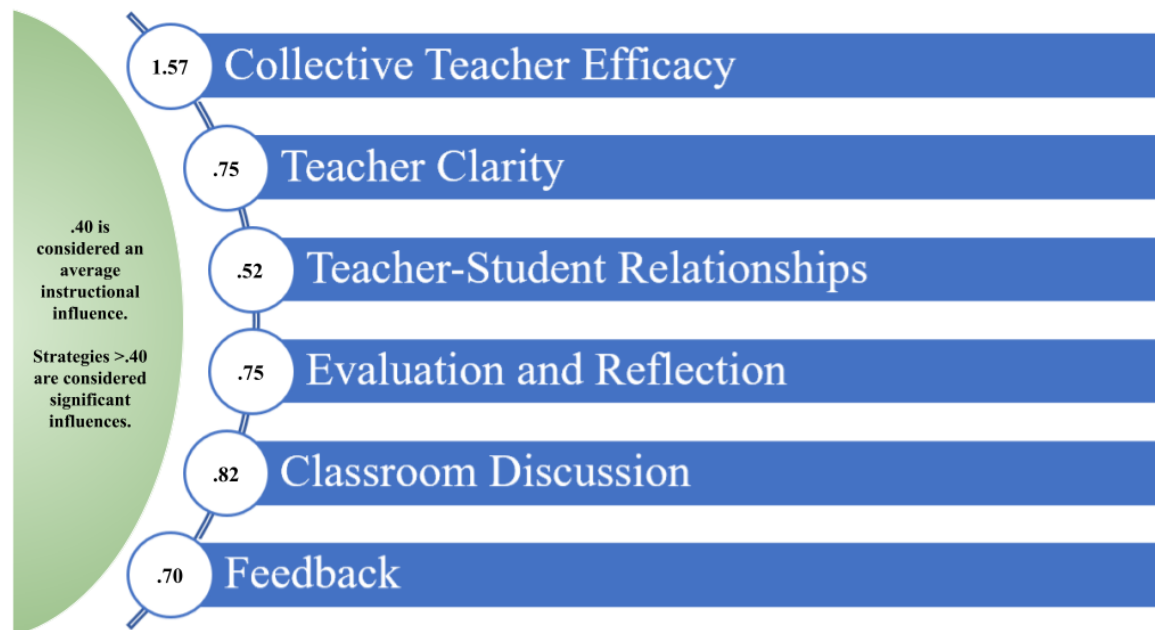 1.57 Collective Teacher Efficacy
.75 Teacher Clarity
.52 Teacher-Student Relationships
.75 Evaluation and Reflection
.82 Classroom Discussion
.70 Feedback
.40 is
considered an
average
instructional
influence.
Strategies >.40
are considered
significant
influences.